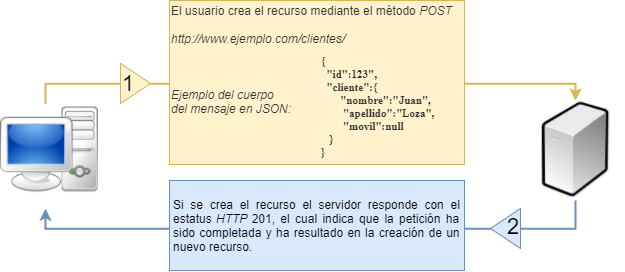 El usuario crea el recurso mediante el método POST
http://www.ejemplo.com/clientes/
1
Ejemplo del cuerpo
del mensaje en JSON:
{
"id":123",
"cliente":{
"nombre":"Juan",
"apellido":"Loza",
"movil":null
}
}
Si se crea el recurso el servidor responde con el
estatus HTTP 201, el cual indica que la petición ha
sido completada y ha resultado en la creación de un
nuevo recurso.
2